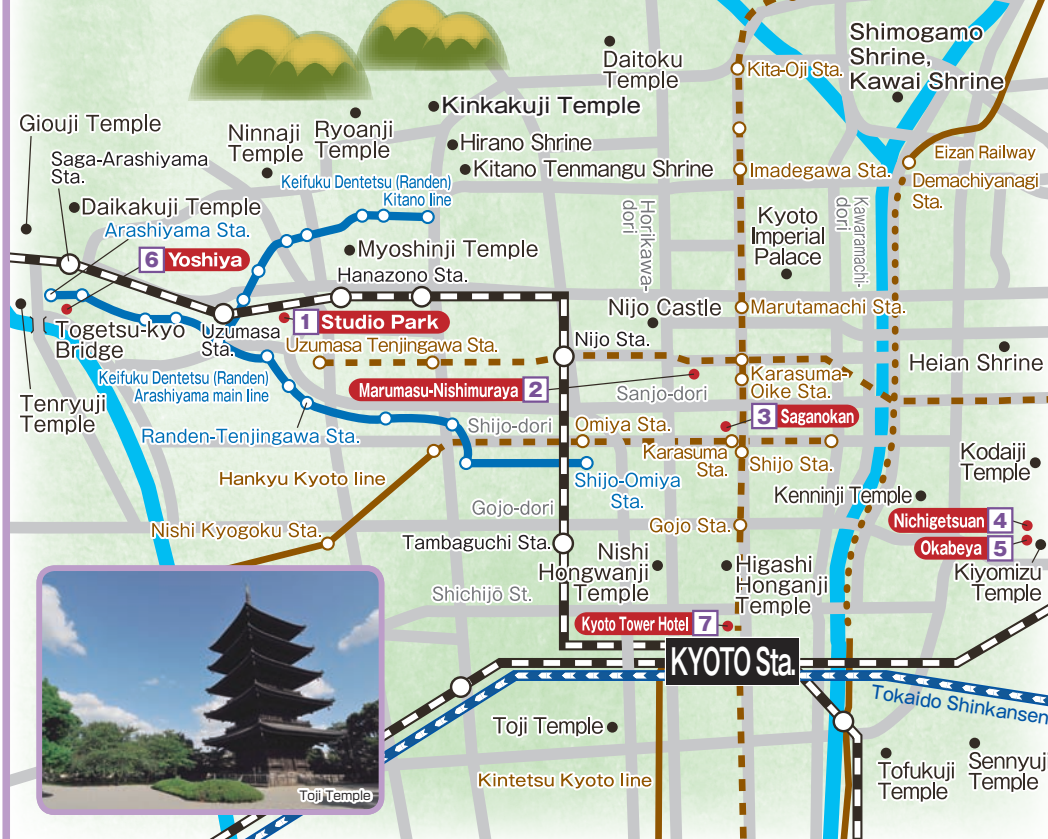 Shimogamo
Shrine,
Kawai Shrine
Daitoku
Temple
Kita-Oji Sta.
Kinkakuji Temple
Giouji Temple
Ninnaji
Temple
Ryoanji
Temple
Hirano Shrine
Kitano Tenmangu Shrine
Imadegawa Sta.
Eizan Railway
Demachiyanagi
Sta.
Saga-Arashiyama
Sta.
Keifuku Dentetsu (Randen)
Kitano line
Daikakuji Temple
Arashiyama Sta.
Horikawa-
dori
Kawaramachi-
dori
Kyoto
Imperial
Palace
6 Yoshiya
Myoshinji Temple
Hanazono Sta.
Nijo Castle
Marutamachi Sta.
1 Studio Park
Togetsu-kyo
Bridge
Uzumasa
Sta.
Uzumasa Tenjingawa Sta.
Nijo Sta.
Heian Shrine
Keifuku Dentetsu (Randen)
Arashiyama main line
Marumasu-Nishimuraya 2
Sanjo-dori
Karasuma-
Oike Sta.
Tenryuji
Temple
Randen-Tenjingawa Sta.
Shijo-dori
Omiya Sta.
3 Saganokan
Karasuma
Sta.
Shijo Sta.
Kodaiji
Temple
Hankyu Kyoto line
Shijo-Omiya
Sta.
Kenninji Temple
Gojo-dori
Nishi Kyogoku Sta.
Gojo Sta.
Nichigetsuan 4
Okabeya 5
Kiyomizu
Temple
Tambaguchi Sta.
Nishi
Hongwanji
Temple
Higashi
Honganji
Temple
Shichijō St.
Kyoto Tower Hotel 7
KYOTO Sta.
Tokaido Shinkansen
Toji Temple
Kintetsu Kyoto line
Tofukuji
Temple
Sennyuji
Temple
Toji Temple